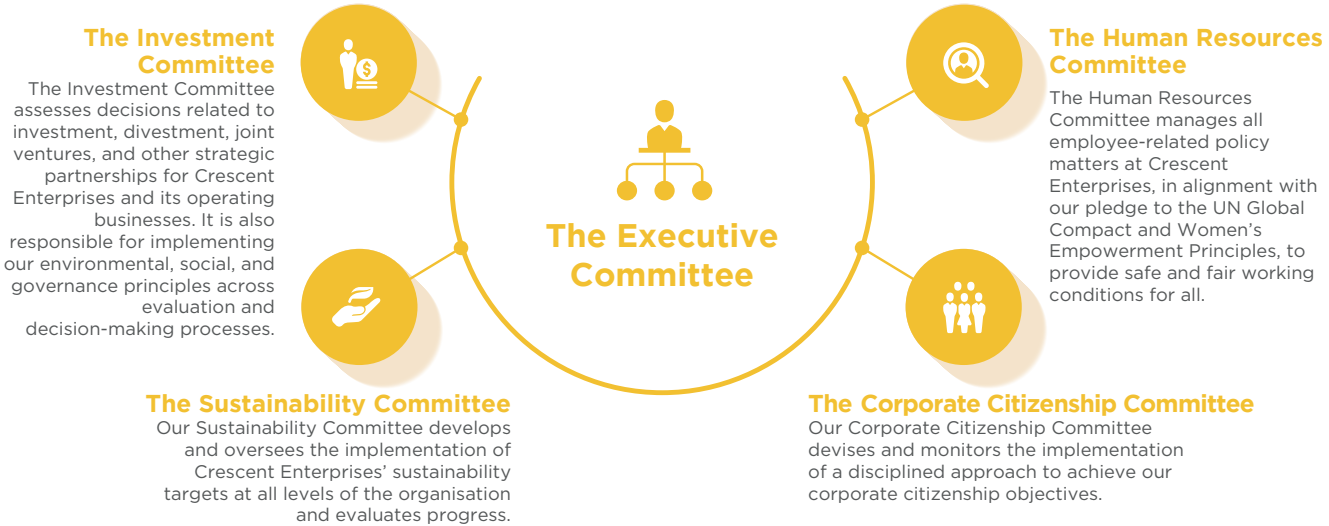 The Investment
Committee
The Investment Committee
assesses decisions related to
investment, divestment, joint
ventures, and other strategic
partnerships for Crescent
Enterprises and its operating
businesses. It is also
responsible for implementing
our environmental, social, and
governance principles across
evaluation and
decision-making processes.
The Sustainability Committee
Our Sustainability Committee develops
and oversees the implementation of
Crescent Enterprises’ sustainability
targets at all levels of the organisation
and evaluates progress.
The Executive
Committee
The Human Resources
Committee
The Human Resources
Committee manages all
employee-related policy
matters at Crescent
Enterprises, in alignment with
our pledge to the UN Global
Compact and Women’s
Empowerment Principles, to
provide safe and fair working
conditions for all.
The Corporate Citizenship Committee
Our Corporate Citizenship Committee
devises and monitors the implementation
of a disciplined approach to achieve our
corporate citizenship objectives.